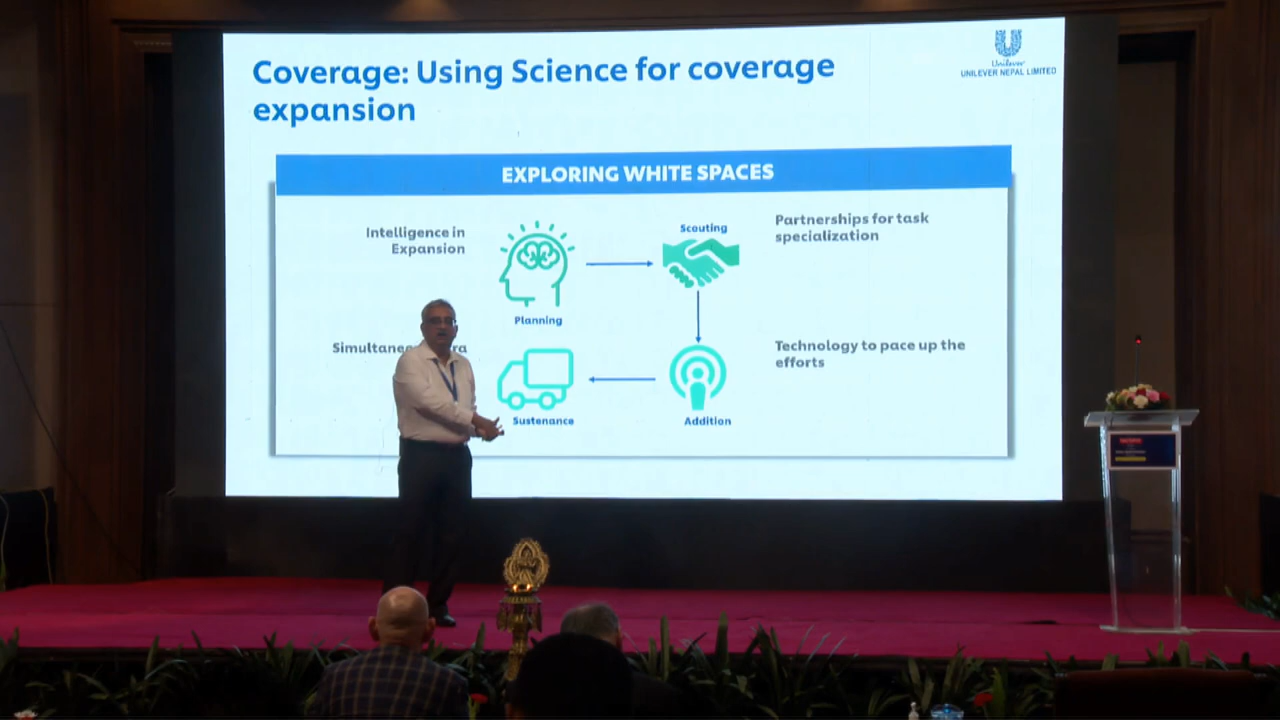 Coverage: Using Science for coverage
expansion
Unilever
UNILEVER NEPAL LIMITED
EXPLORING WHITE SPACES
Intelligence in
Expansion
Planning
Scouting
Partnerships for task
specialization
Technology to pace up the
efforts
Addition
Sustenance